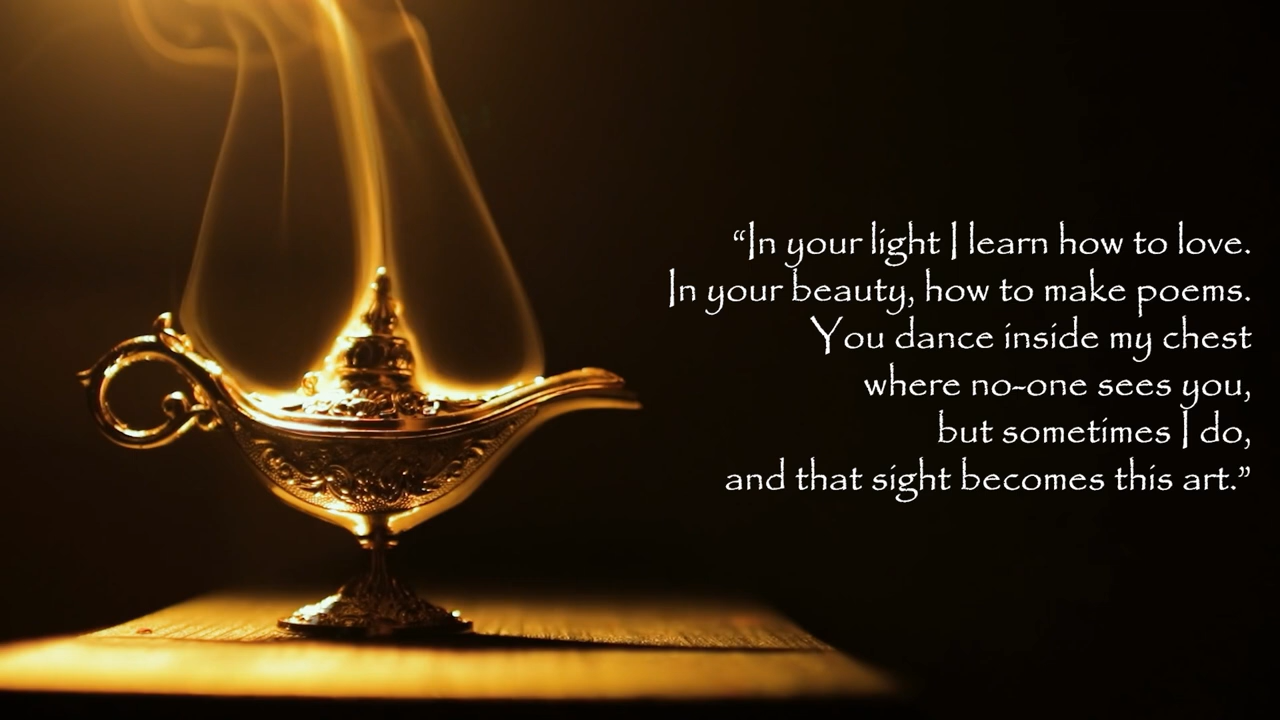 “In your light I learn how to love.
In your beauty, how to make poems.
You dance inside my chest
where no-one sees you,
but sometimes I do,
and that sight becomes this art.”